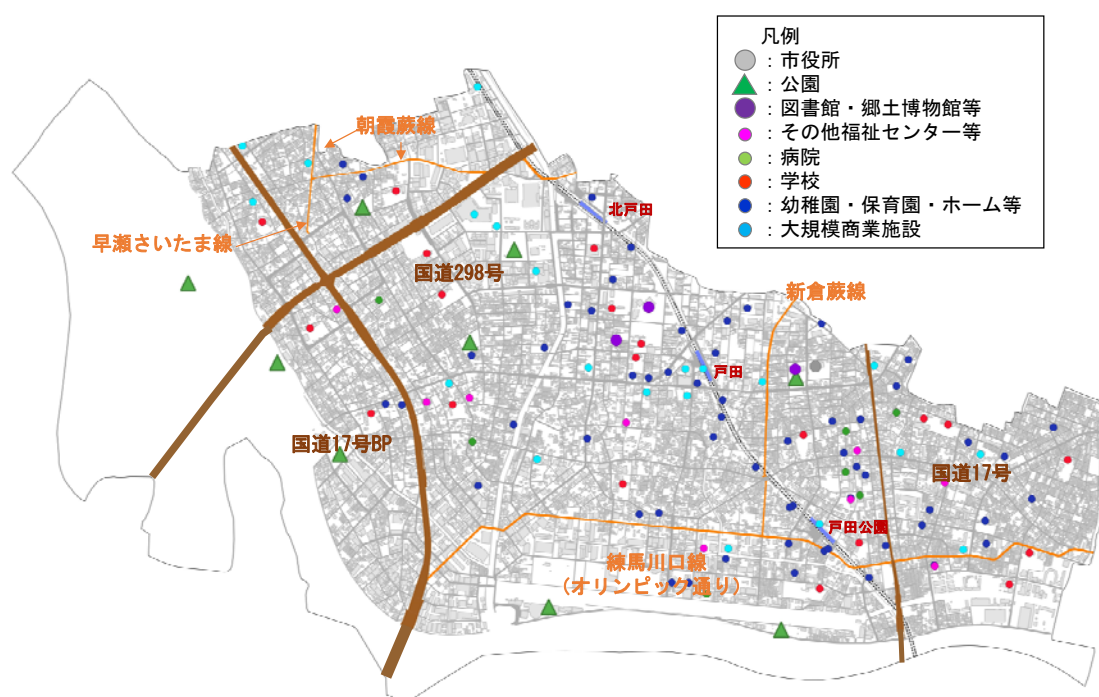 凡例
：市役所
：公園
：図書館・郷土博物館等
：その他福祉センター等
：病院
：学校
：幼稚園・保育園・ホーム等
：大規模商業施設
朝霞蕨線
北戸田
早瀬さいたま線
国道298号
新倉蕨線
戸田
国道17号BP
国道17号
戸田公園
練馬川口線
(オリンピック通り)